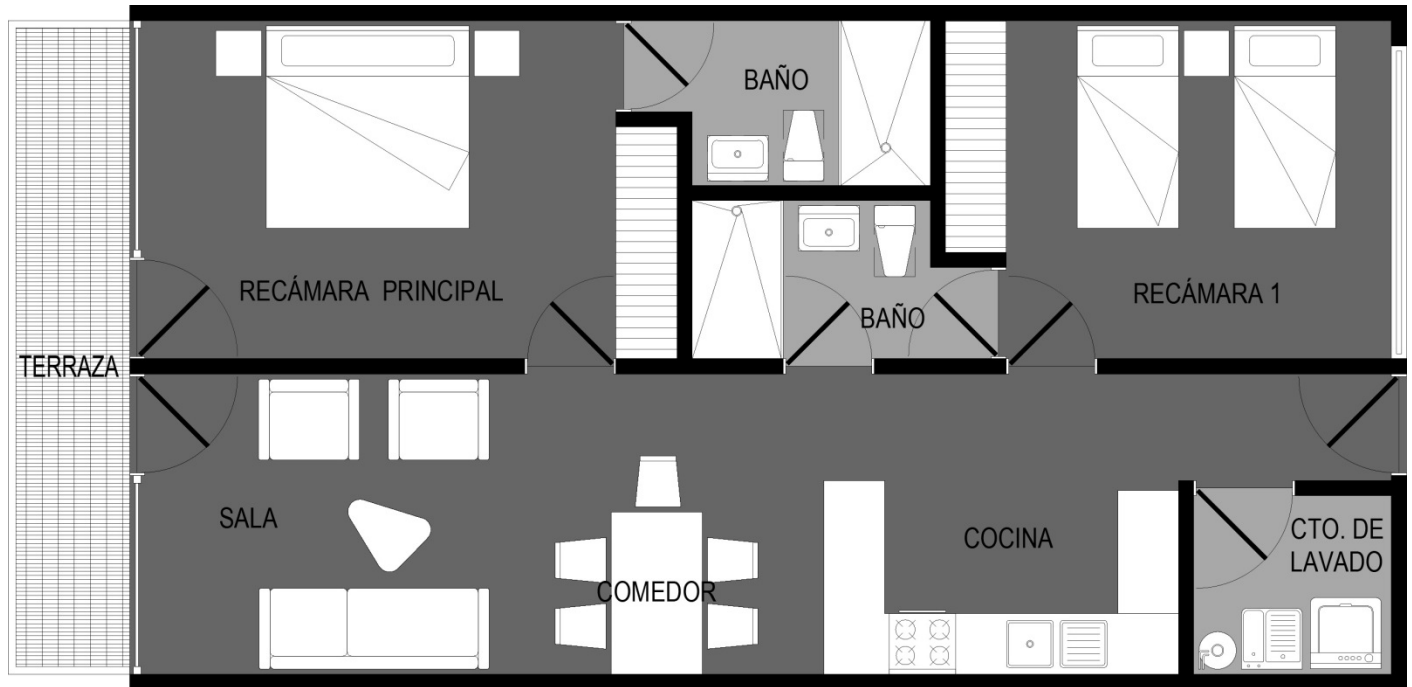 BAÑO
RECÁMARA PRINCIPAL
RECÁMARA 1
BAÑO
TERRAZA
SALA
COMEDOR
COCINA
CTO. DE
LAVADO